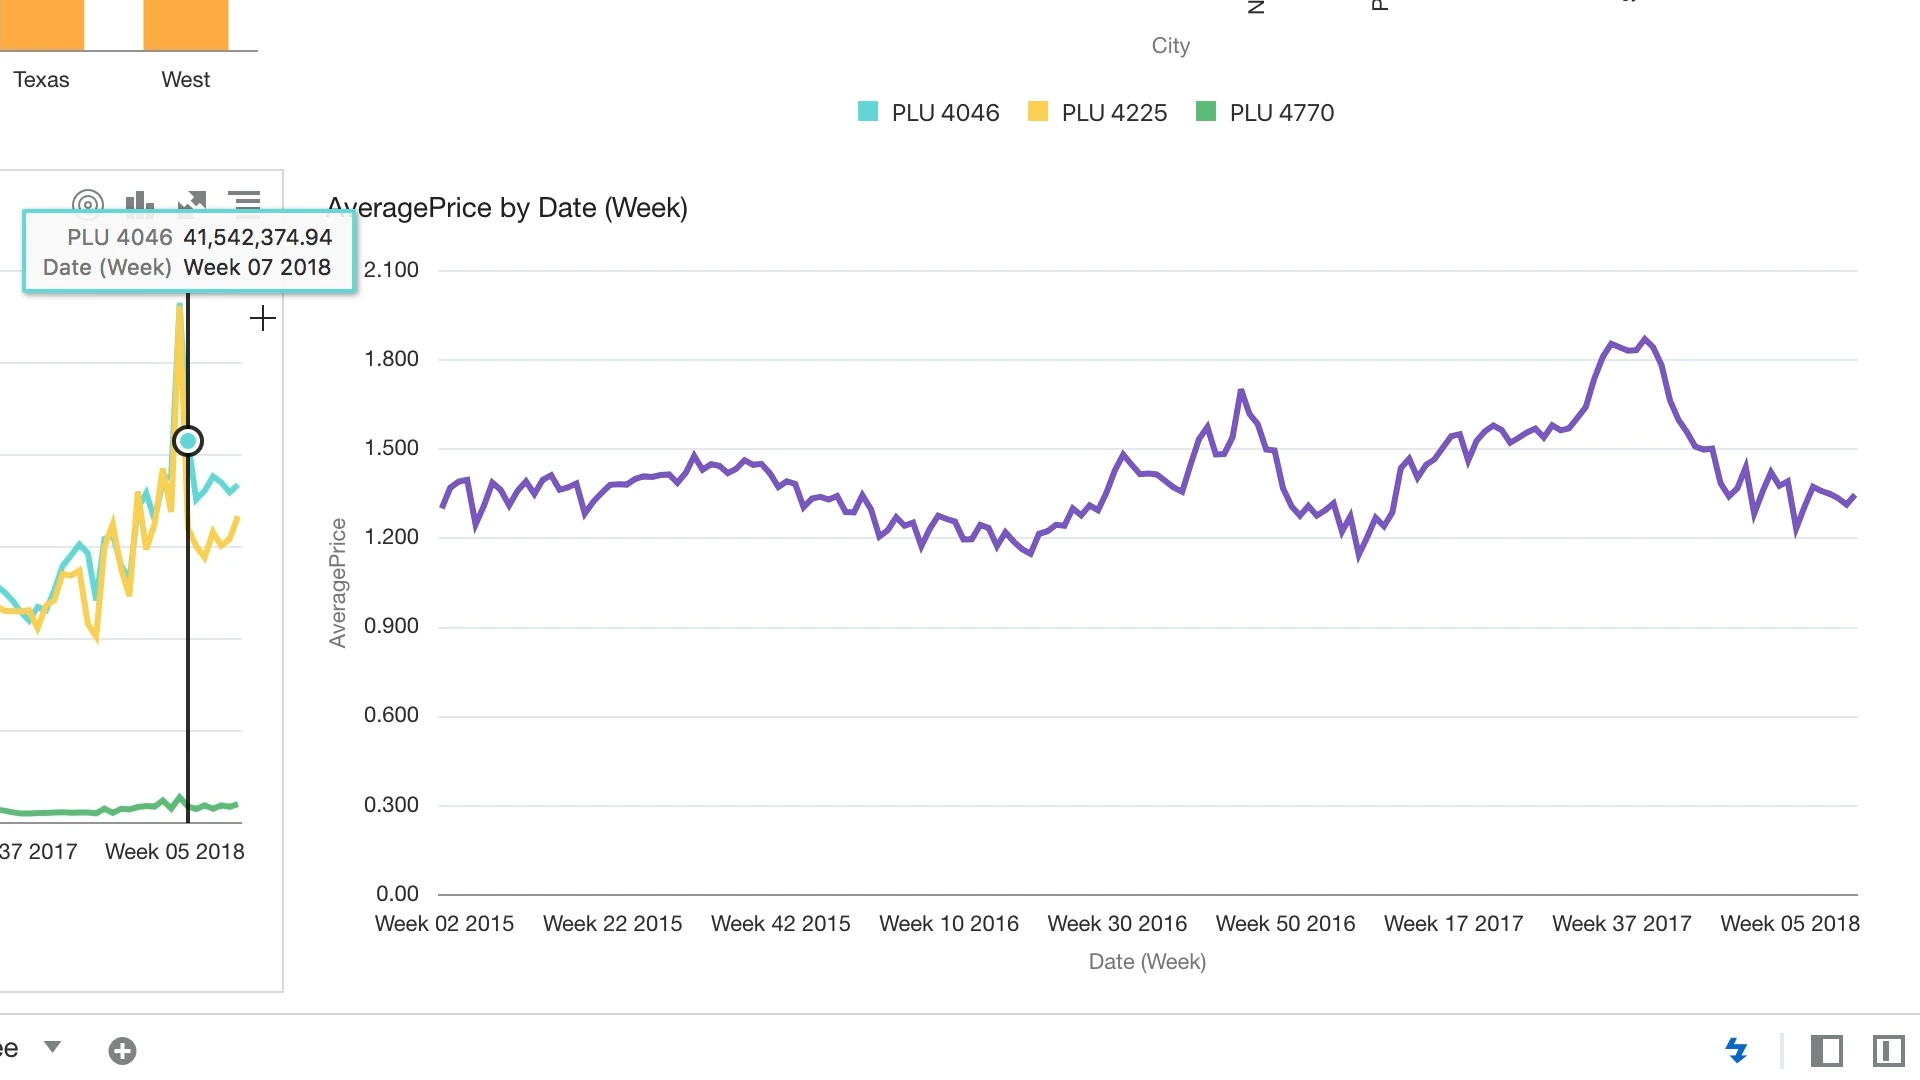 Texas
West
N
P
City
PLU 4046
PLU 4225
PLU 4770
PLU 4046 41,542,374.94
Date (Week) Week 07 2018
AveragePrice by Date (Week)
2.100
1.800
1.500
1.200
0.900
0.600
0.300
0.00
AveragePrice
Week 02 2015
Week 22 2015
Week 42 2015
Week 10 2016
Week 30 2016
Week 50 2016
Week 17 2017
Week 37 2017
Week 05 2018
Date (Week)
37 2017
Week 05 2018
ee